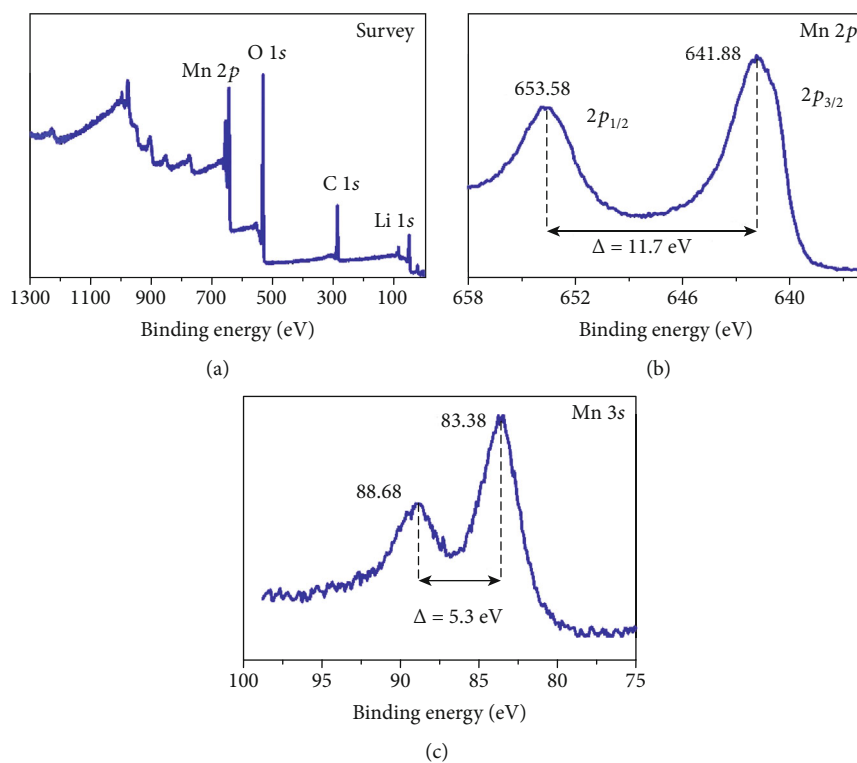 Survey
O 1s
Mn 2p
C 1s
Li 1s
1300 1100 900 700 500 300 100
Binding energy (eV)
(a)
Mn 2p
641.88
653.58
2p3/2
2p1/2
Δ = 11.7 eV
658 652 646 640
Binding energy (eV)
(b)
Mn 3s
83.38
88.68
Δ = 5.3 eV
100 95 90 85 80 75
Binding energy (eV)
(c)